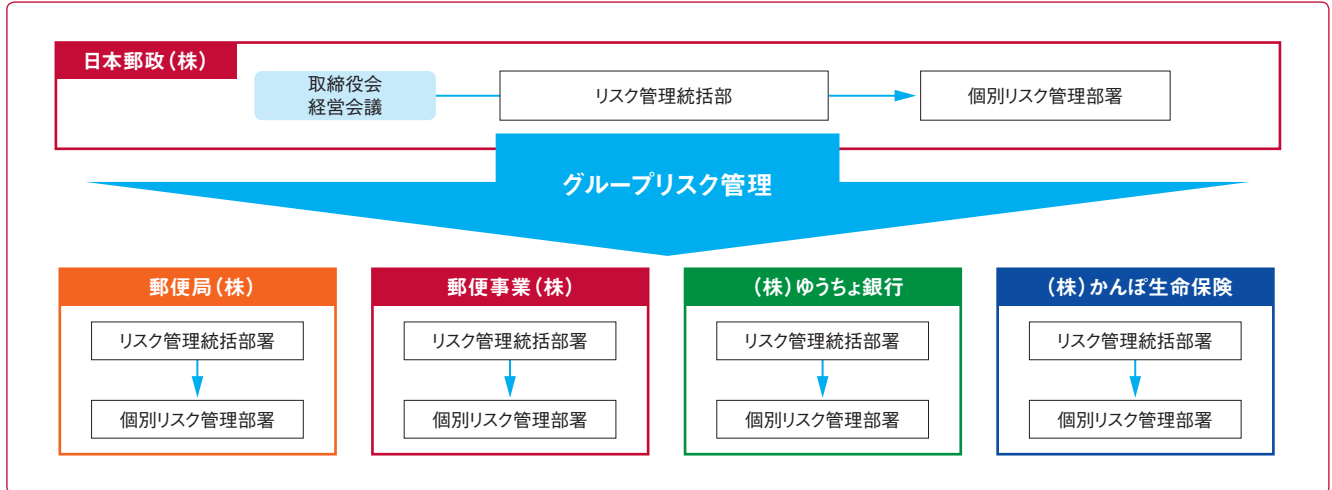 日本郵政(株)
取締役会
経営会議
リスク管理統括部
個別リスク管理部署
グループリスク管理
郵便局(株)
リスク管理統括部署
個別リスク管理部署
郵便事業(株)
リスク管理統括部署
個別リスク管理部署
(株)ゆうちょ銀行
リスク管理統括部署
個別リスク管理部署
(株)かんぽ生命保険
リスク管理統括部署
個別リスク管理部署